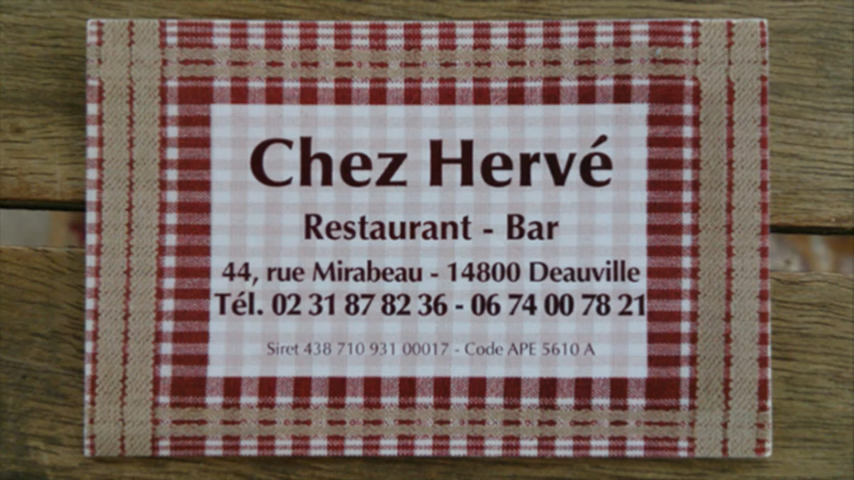 Chez Hervé
Restaurant - Bar
44, rue Mirabeau - 14800 Deauville
Tél. 02 31 87 82 36 - 06 74 00 78 21
Siret 438 710 931 00017 - Code APE 5610 A